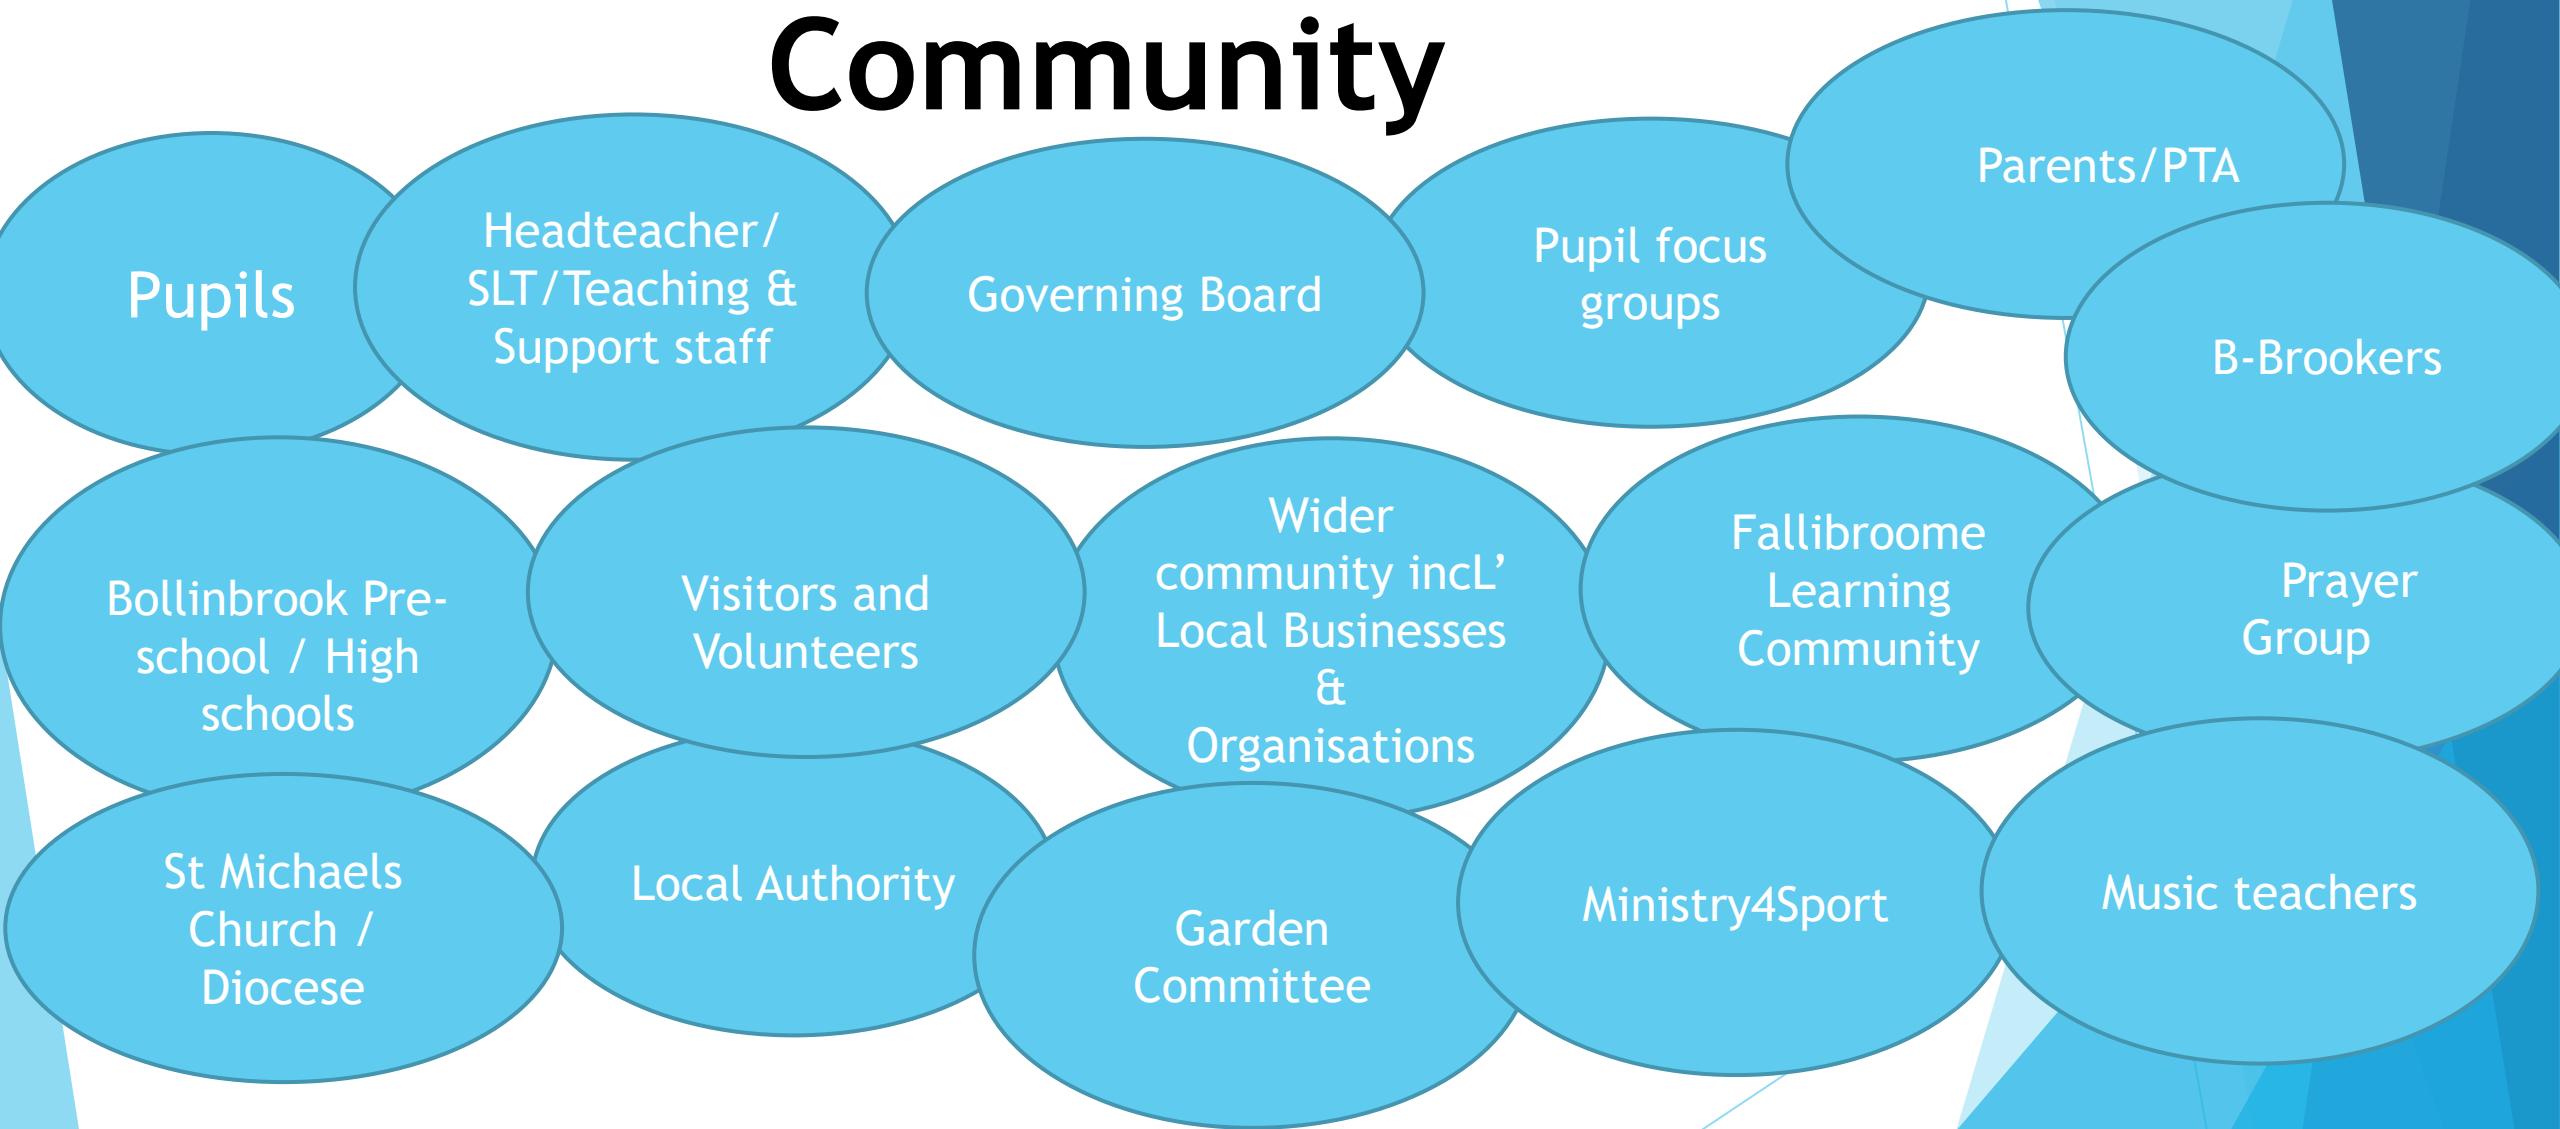 Community
Pupils
Headteacher/
SLT/Teaching &
Support staff
Governing Board
Pupil focus
groups
Parents/PTA
B-Brookers
Bollinbrook Pre-
school / High
schools
Visitors and
Volunteers
Wider
community incL’
Local Businesses
&
Organisations
Fallibroome
Learning
Community
Prayer
Group
St Michaels
Church /
Diocese
Local Authority
Garden
Committee
Ministry4Sport
Music teachers